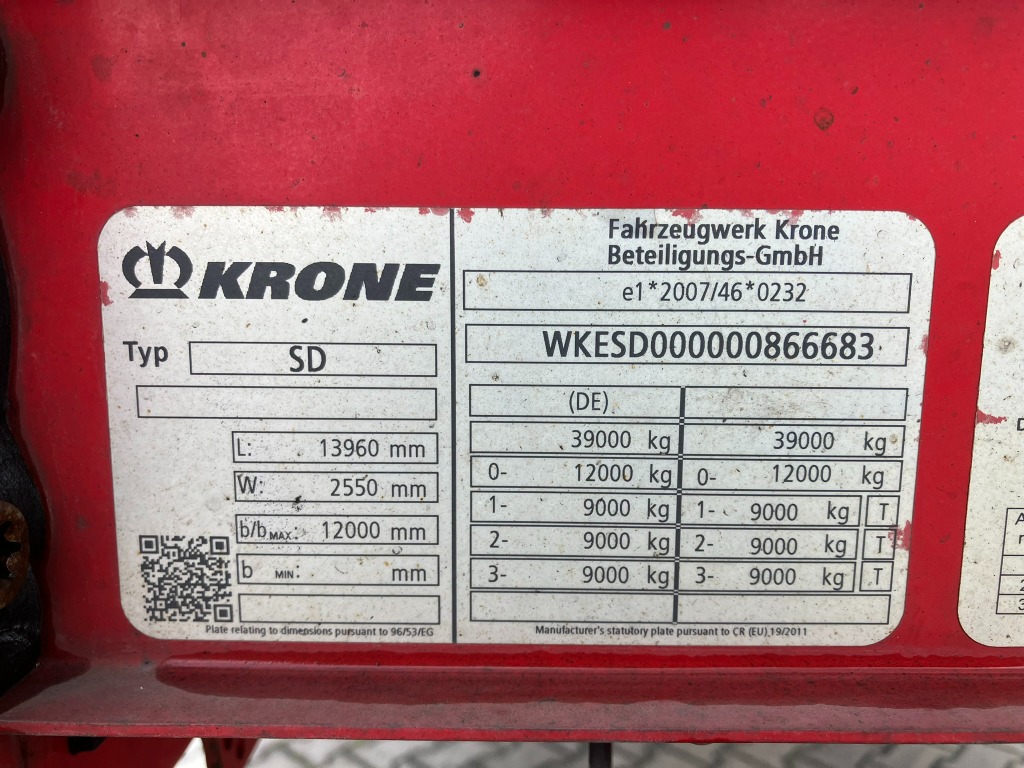 KRONE
Typ SD
L: 13960 mm
W: 2550 mm
b/b MAX.: 12000 mm
b MIN.: mm
Plate relating to dimensions pursuant to 96/53/EG
Fahrzeugwerk Krone
Beteiligungs-GmbH
e1*2007/46*0232
WKESD000000866683
(DE)
39000 kg 39000 kg
0- 12000 kg 0- 12000 kg
1- 9000 kg 1- 9000 kg T
2- 9000 kg 2- 9000 kg T
3- 9000 kg 3- 9000 kg T
Manufacturer's statutory plate pursuant to CR (EU) 19/2011
D
A
2
3